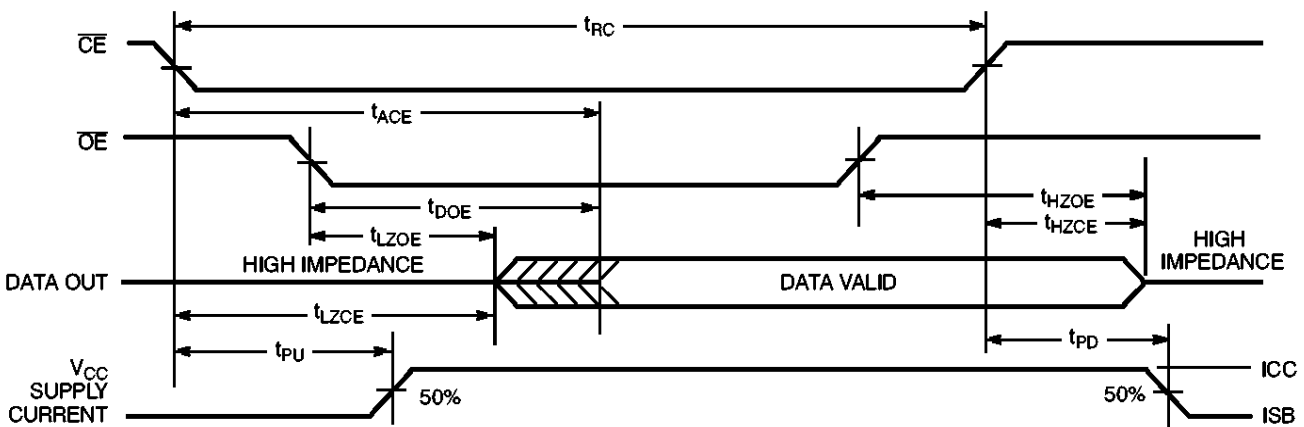 tRC
CE
tACE
OE
tHZOE
tDOE
tHZCE
tLZOE
HIGH
IMPEDANCE
HIGH IMPEDANCE
DATA OUT
DATA VALID
tLZCE
tPU
tPD
VCC
SUPPLY
CURRENT
50%
50%
ICC
ISB